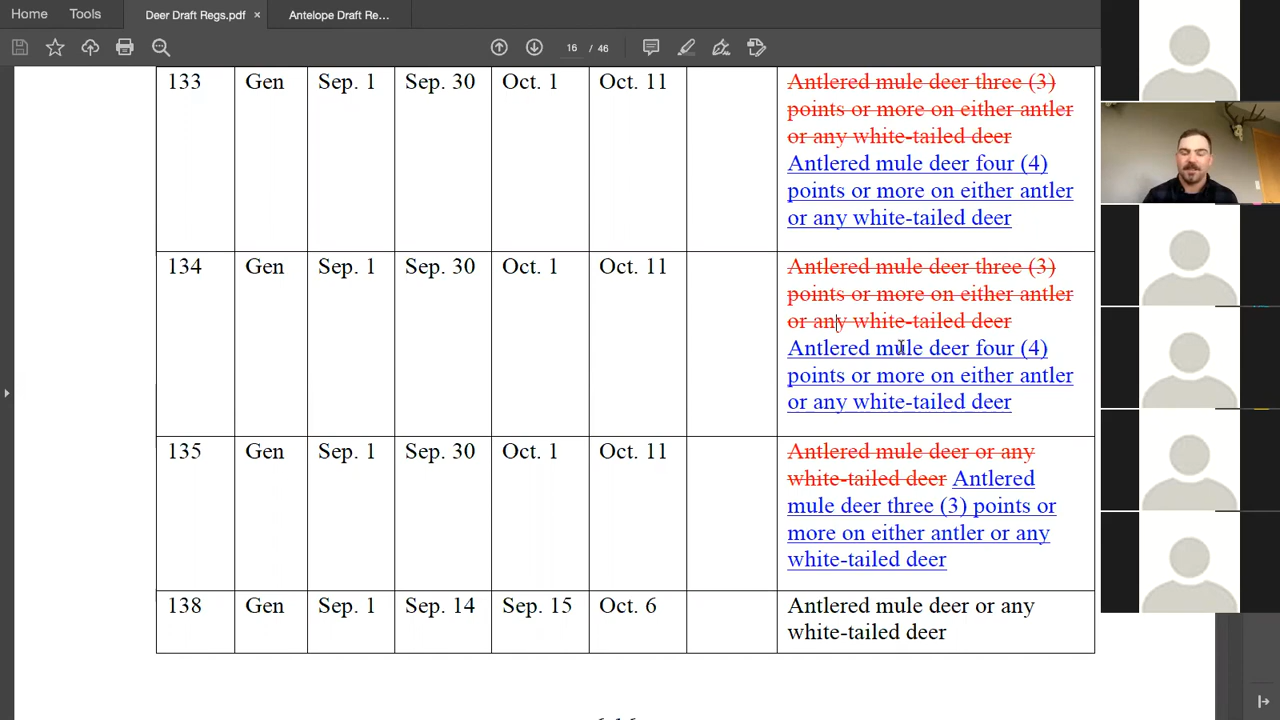 Home Tools Deer Draft Regs.pdf × Antelope Draft Re...
16 / 46
133 Gen Sep. 1 Sep. 30 Oct. 1 Oct. 11 Antlered mule deer three (3)
points or more on either antler
or any white-tailed deer
Antlered mule deer four (4)
points or more on either antler
or any white-tailed deer
134 Gen Sep. 1 Sep. 30 Oct. 1 Oct. 11 Antlered mule deer three (3)
points or more on either antler
or any white-tailed deer
Antlered mule deer four (4)
points or more on either antler
or any white-tailed deer
135 Gen Sep. 1 Sep. 30 Oct. 1 Oct. 11 Antlered mule deer or any
white-tailed deer Antlered
mule deer three (3) points or
more on either antler or any
white-tailed deer
138 Gen Sep. 1 Sep. 14 Sep. 15 Oct. 6 Antlered mule deer or any
white-tailed deer